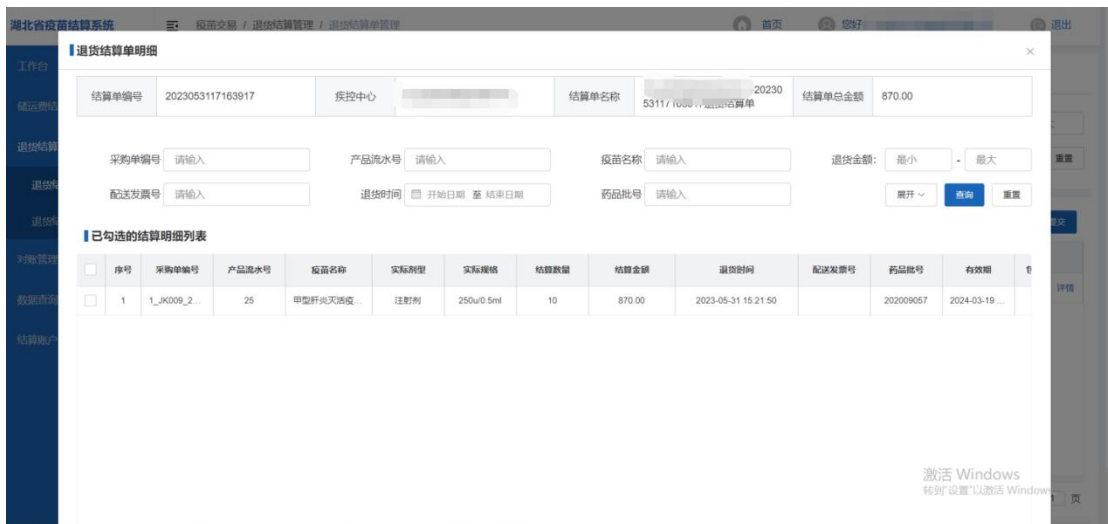 湖北省疫苗结算系统 疫苗交易 / 退货结算管理 / 退货结算单管理 首页 您好 退出
退货结算单明细 ×
工作台
结算单编号 2023053117163917 疾控中心 结算单名称 20230 结算单总金额 870.00
储运费结
退货结算
采购单编号 请输入 产品流水号 请输入 疫苗名称 请输入 退货金额: 最小 - 最大 重置
退货结
配送发票号 请输入 退货时间 开始日期 至 结束日期 药品批号 请输入 展开 查询 重置
退货结
已勾选的结算明细列表
对账管理
序号 采购单编号 产品流水号 疫苗名称 实际剂型 实际规格 结算数量 结算金额 退货时间 配送发票号 药品批号 有效期
数据查询 1 1_JK009_2... 25 甲型肝炎灭活疫... 注射剂 250u/0.5ml 10 870.00 2023-05-31 15:21:50 202009057 2024-03-19 ... 详情
结算账户
激活 Windows
转到"设置"以激活 Window
页